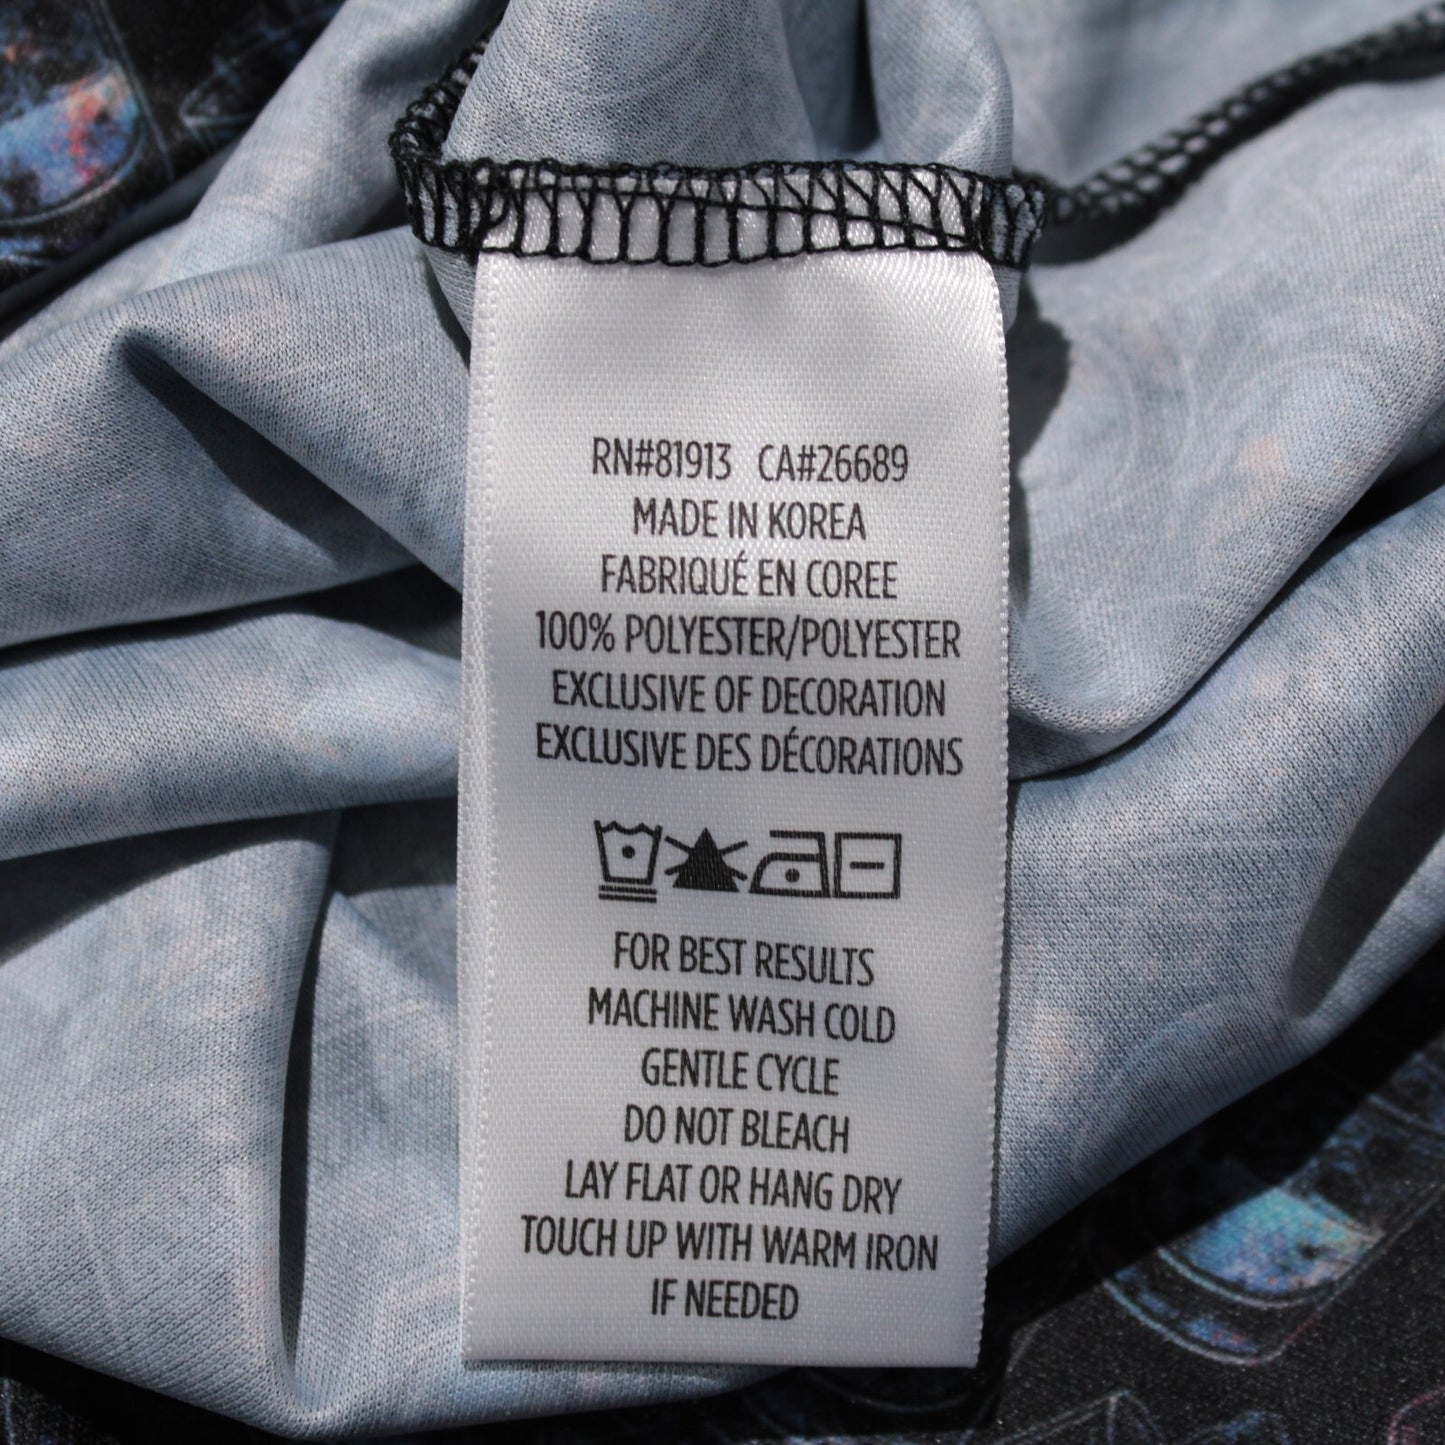 RN#81913 CA#26689
MADE IN KOREA
FABRIQUÉ EN COREE
100% POLYESTER/POLYESTER
EXCLUSIVE OF DECORATION
EXCLUSIVE DES DÉCORATIONS
FOR BEST RESULTS
MACHINE WASH COLD
GENTLE CYCLE
DO NOT BLEACH
LAY FLAT OR HANG DRY
TOUCH UP WITH WARM IRON
IF NEEDED